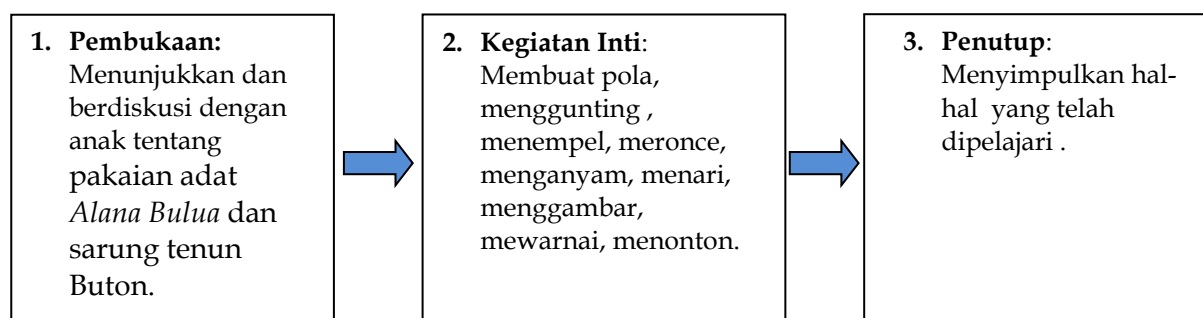 1. Pembukaan:
Menunjukkan dan
berdiskusi dengan
anak tentang
pakaian adat
Alana Bulua dan
sarung tenun
Buton.
2. Kegiatan Inti:
Membuat pola,
menggunting ,
menempel, meronce,
menganyam, menari,
menggambar,
mewarnai, menonton.
3. Penutup:
Menyimpulkan hal-
hal yang telah
dipelajari .